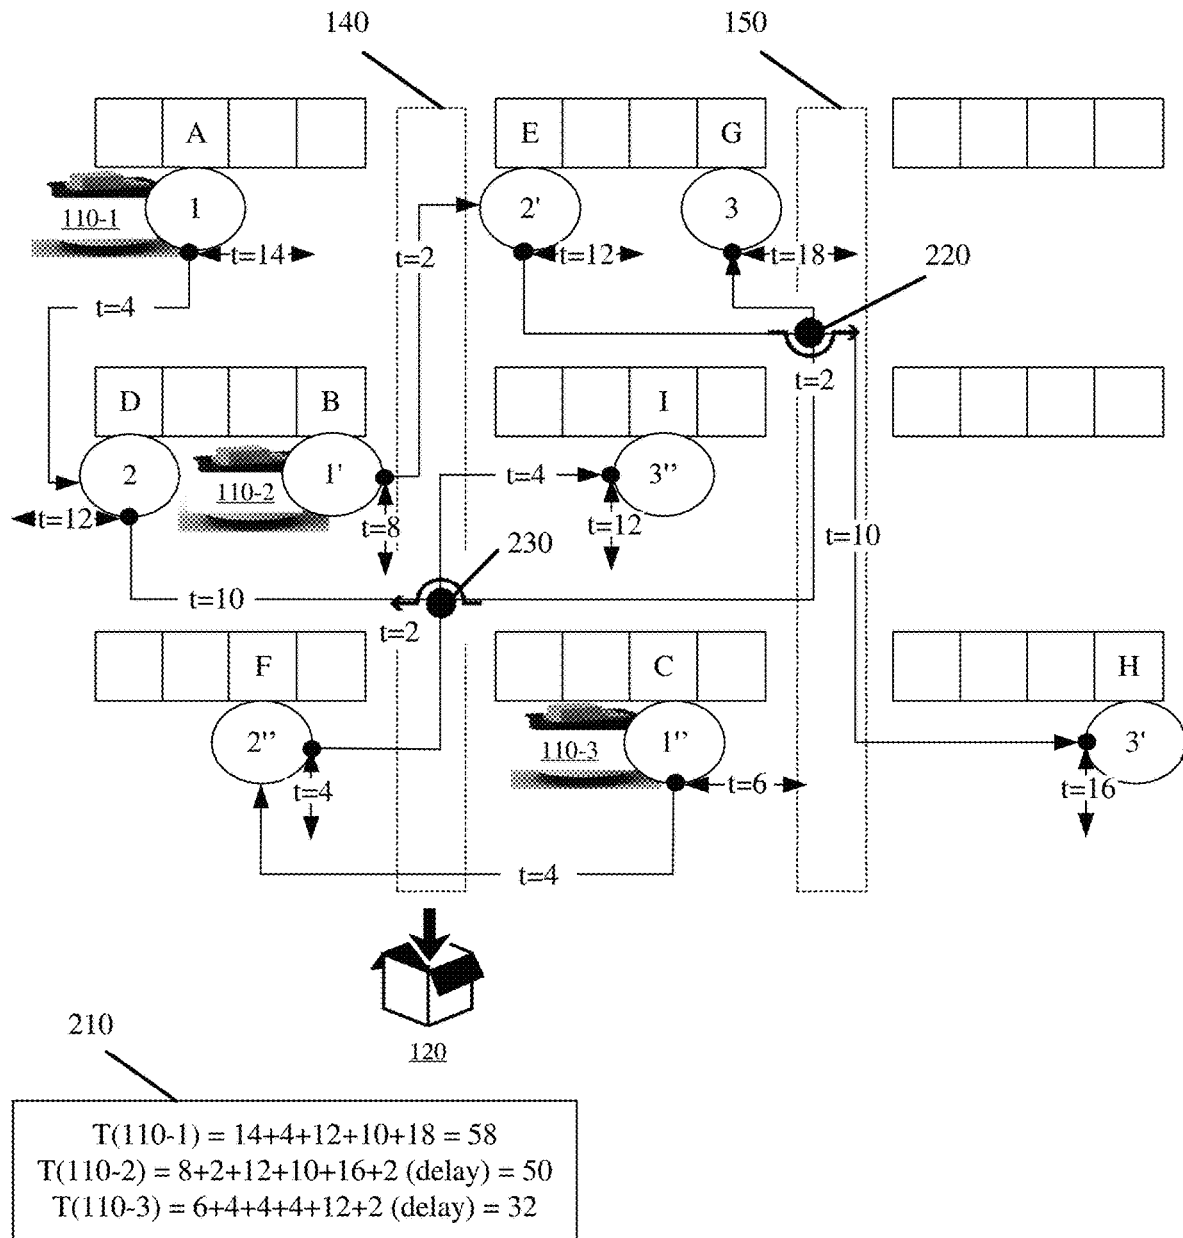 140
150
A
E
G
1
2'
3
110-1
t=14
t=2
t=12
t=18
220
t=4
t=2
D
B
I
2
1'
3"
110-2
t=4
t=12
t=8
t=12
230
t=10
t=10
t=2
F
C
H
2"
1"
3'
110-3
t=4
t=6
t=16
t=4
120
210
T(110-1) = 14+4+12+10+18 = 58
T(110-2) = 8+2+12+10+16+2 (delay) = 50
T(110-3) = 6+4+4+4+12+2 (delay) = 32